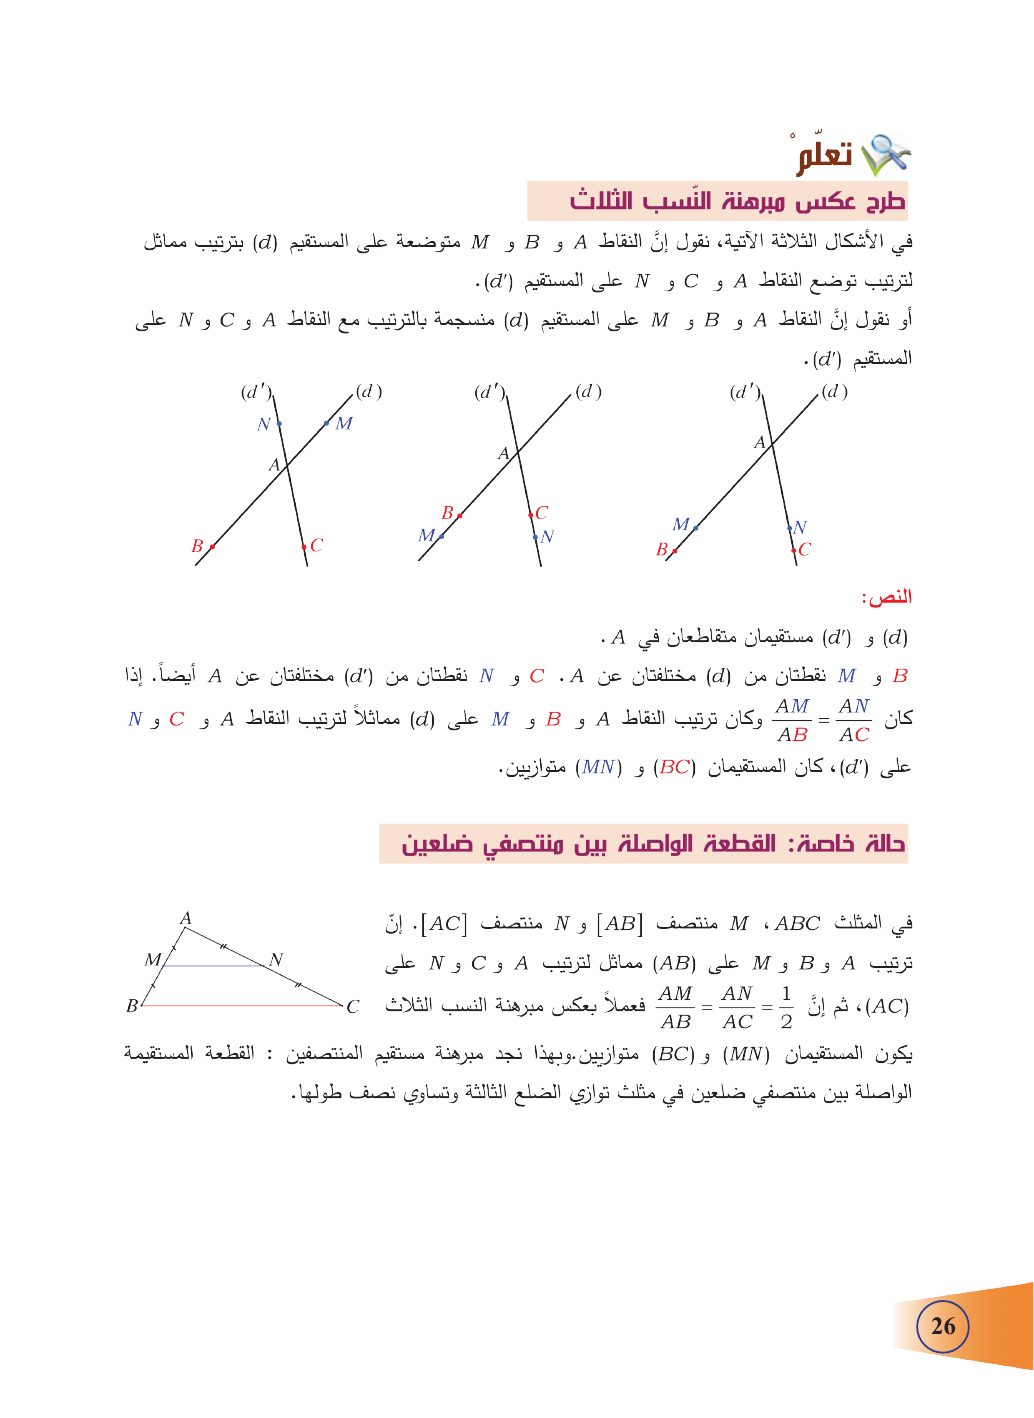 تعلّمْ
طرح عكس مبرهنة النّسب الثلاث
في الأشكال الثلاثة الآتية، نقول إنَّ النقاط A و B و M متوضعة على المستقيم (d) بترتيب مماثل
لترتيب توضع النقاط A و C و N على المستقيم (d′).
أو نقول إنَّ النقاط A و B و M على المستقيم (d) منسجمة بالترتيب مع النقاط A و C و N على
المستقيم (d′).
(d′) (d) (d′) (d) (d′) (d)
N M A B C
A B C M N
A M N B C
النص:
(d) و (d′) مستقيمان متقاطعان في A .
B و M نقطتان من (d) مختلفتان عن A . C و N نقطتان من (d′) مختلفتان عن A أيضاً. إذا
كان AM/AB = AN/AC وكان ترتيب النقاط A و B و M على (d) مماثلاً لترتيب النقاط A و C و N
على (d′)، كان المستقيمان (BC) و (MN) متوازيين.
حالة خاصة: القطعة الواصلة بين منتصفي ضلعين
في المثلث ABC ، M منتصف [AB] و N منتصف [AC]. إنّ
ترتيب A و B و M على (AB) مماثل لترتيب A و C و N على
(AC)، ثم إنَّ AM/AB = AN/AC = 1/2 فعملاً بعكس مبرهنة النسب الثلاث
A
M N
B C
يكون المستقيمان (MN) و (BC) متوازيين.وبهذا نجد مبرهنة مستقيم المنتصفين : القطعة المستقيمة
الواصلة بين منتصفي ضلعين في مثلث توازي الضلع الثالثة وتساوي نصف طولها.
26